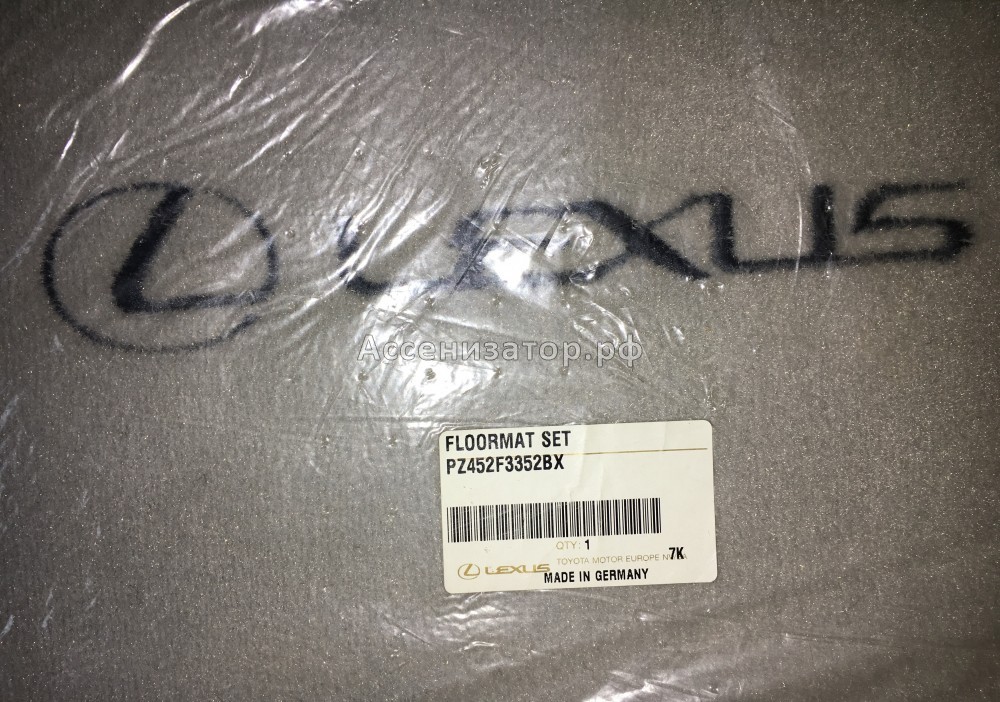 LEXUS
Ассенизатор.рф
FLOORMAT SET
PZ452F3352BX
QTY: 1
TOYOTA MOTOR EUROPE 7K
LEXUS
MADE IN GERMANY